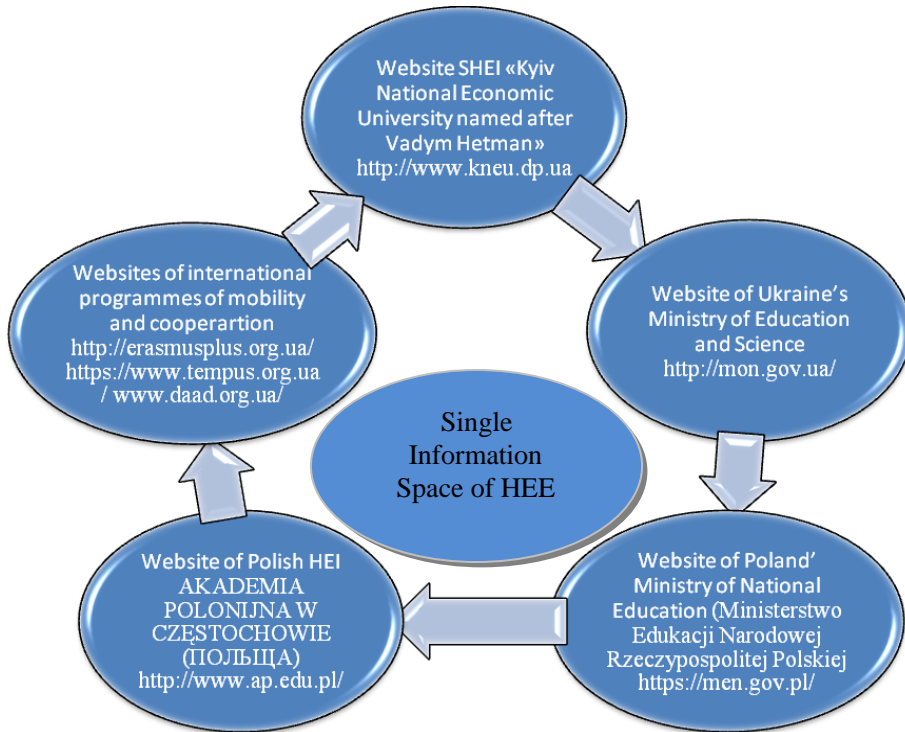 Website SHEI «Kyiv
National Economic
University named after
Vadym Hetman»
http://www.kneu.dp.ua
Websites of international
programmes of mobility
and cooperartion
http://erasmusplus.org.ua/
https://www.tempus.org.ua
/ www.daad.org.ua/
Website of Ukraine’s
Ministry of Education
and Science
http://mon.gov.ua/
Single
Information
Space of HEE
Website of Polish HEI
AKADEMIA
POLONIJNA W
CZĘSTOCHOWIE
(ПОЛЬЩА)
http://www.ap.edu.pl/
Website of Poland’
Ministry of National
Education (Ministerstwo
Edukacji Narodowej
Rzeczypospolitej Polskiej
https://men.gov.pl/